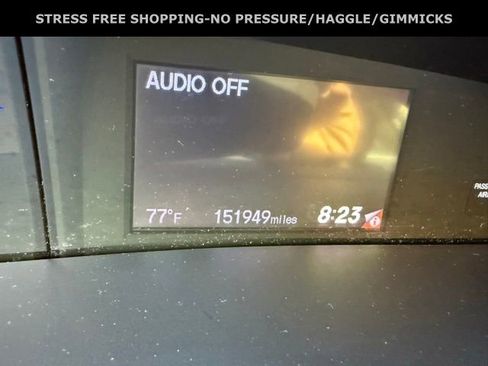 STRESS FREE SHOPPING-NO PRESSURE/HAGGLE/GIMMICKS
AUDIO OFF
77°F 151949miles 8:23